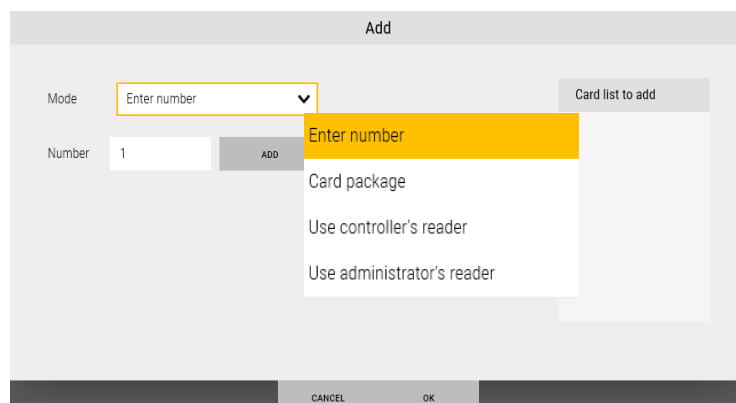 Add
Mode
Enter number
Card list to add
Number
1
ADD
Enter number
Card package
Use controller's reader
Use administrator's reader
CANCEL
OK